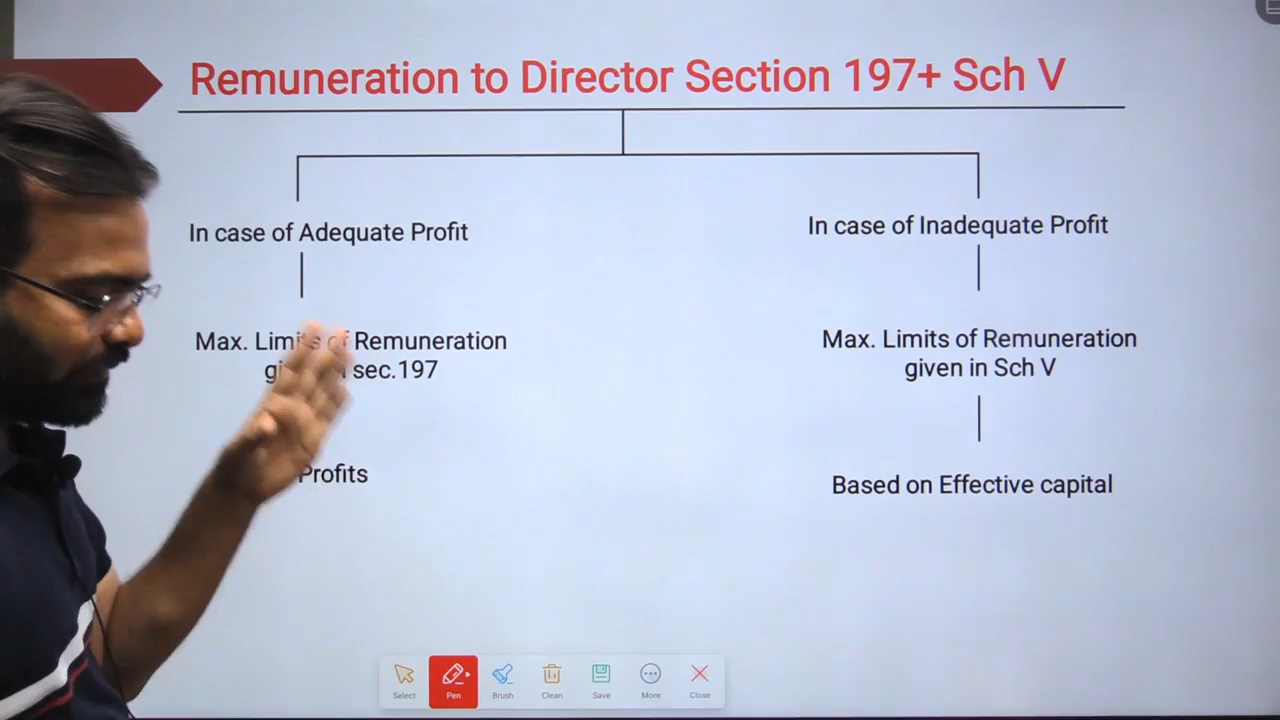 Remuneration to Director Section 197+ Sch V
In case of Adequate Profit
In case of Inadequate Profit
Max. Limits of Remuneration
sec.197
Max. Limits of Remuneration
given in Sch V
Profits
Based on Effective capital
Select
Pen
Brush
Clean
Save
More
Close